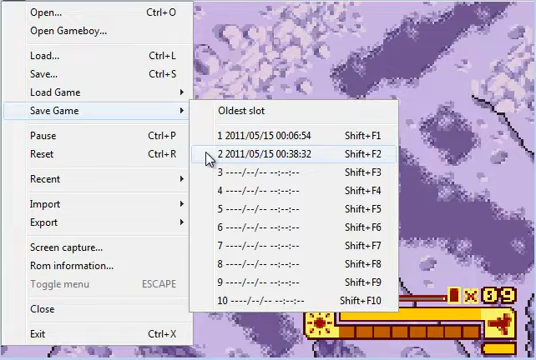 Open... Ctrl+O
Open Gameboy...
Load... Ctrl+L
Save... Ctrl+S
Load Game
Save Game
Pause Ctrl+P
Reset Ctrl+R
Recent
Import
Export
Screen capture...
Rom information...
Toggle menu ESCAPE
Close
Exit Ctrl+X
Oldest slot
1 2011/05/15 00:06:54 Shift+F1
2 2011/05/15 00:38:32 Shift+F2
3 ----/--/-- --:--:-- Shift+F3
4 ----/--/-- --:--:-- Shift+F4
5 ----/--/-- --:--:-- Shift+F5
6 ----/--/-- --:--:-- Shift+F6
7 ----/--/-- --:--:-- Shift+F7
8 ----/--/-- --:--:-- Shift+F8
9 ----/--/-- --:--:-- Shift+F9
10 ----/--/-- --:--:-- Shift+F10
x 09